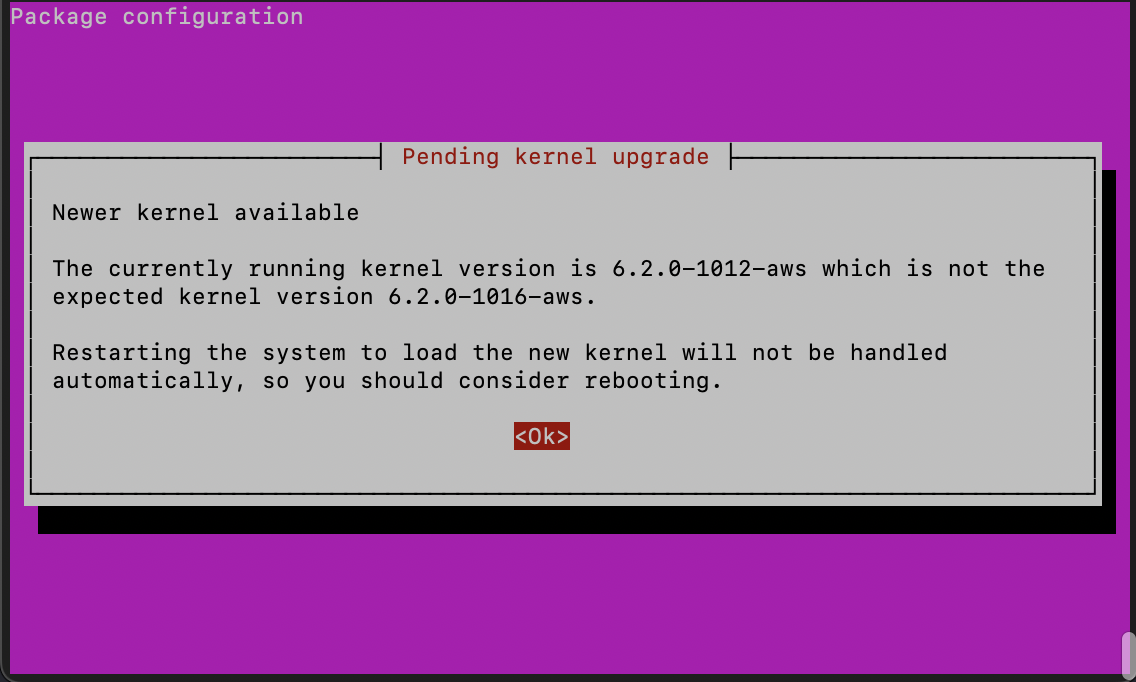 Package configuration
Pending kernel upgrade
Newer kernel available
The currently running kernel version is 6.2.0-1012-aws which is not the
expected kernel version 6.2.0-1016-aws.
Restarting the system to load the new kernel will not be handled
automatically, so you should consider rebooting.
<Ok>